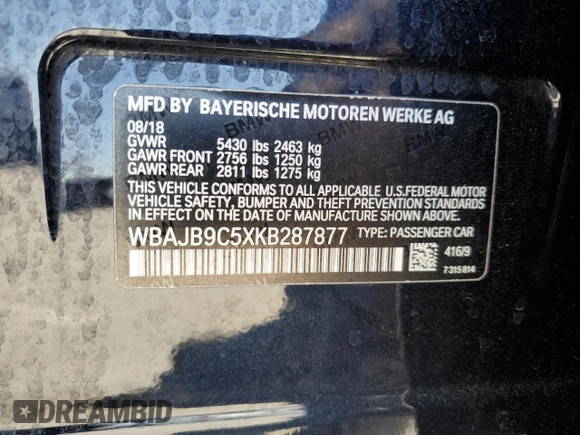 MFD BY BAYERISCHE MOTOREN WERKE AG
08/18
GVWR 5430 lbs 2463 kg
GAWR FRONT 2756 lbs 1250 kg
GAWR REAR 2811 lbs 1275 kg
THIS VEHICLE CONFORMS TO ALL APPLICABLE U.S.FEDERAL MOTOR
VEHICLE SAFETY, BUMPER AND THEFT PREVENTION STANDARDS
IN EFFECT ON THE DATE OF MANUFACTURE SHOWN ABOVE.
WBAJB9C5XKB287877 TYPE: PASSENGER CAR
416/9
7315814
DREAMBID